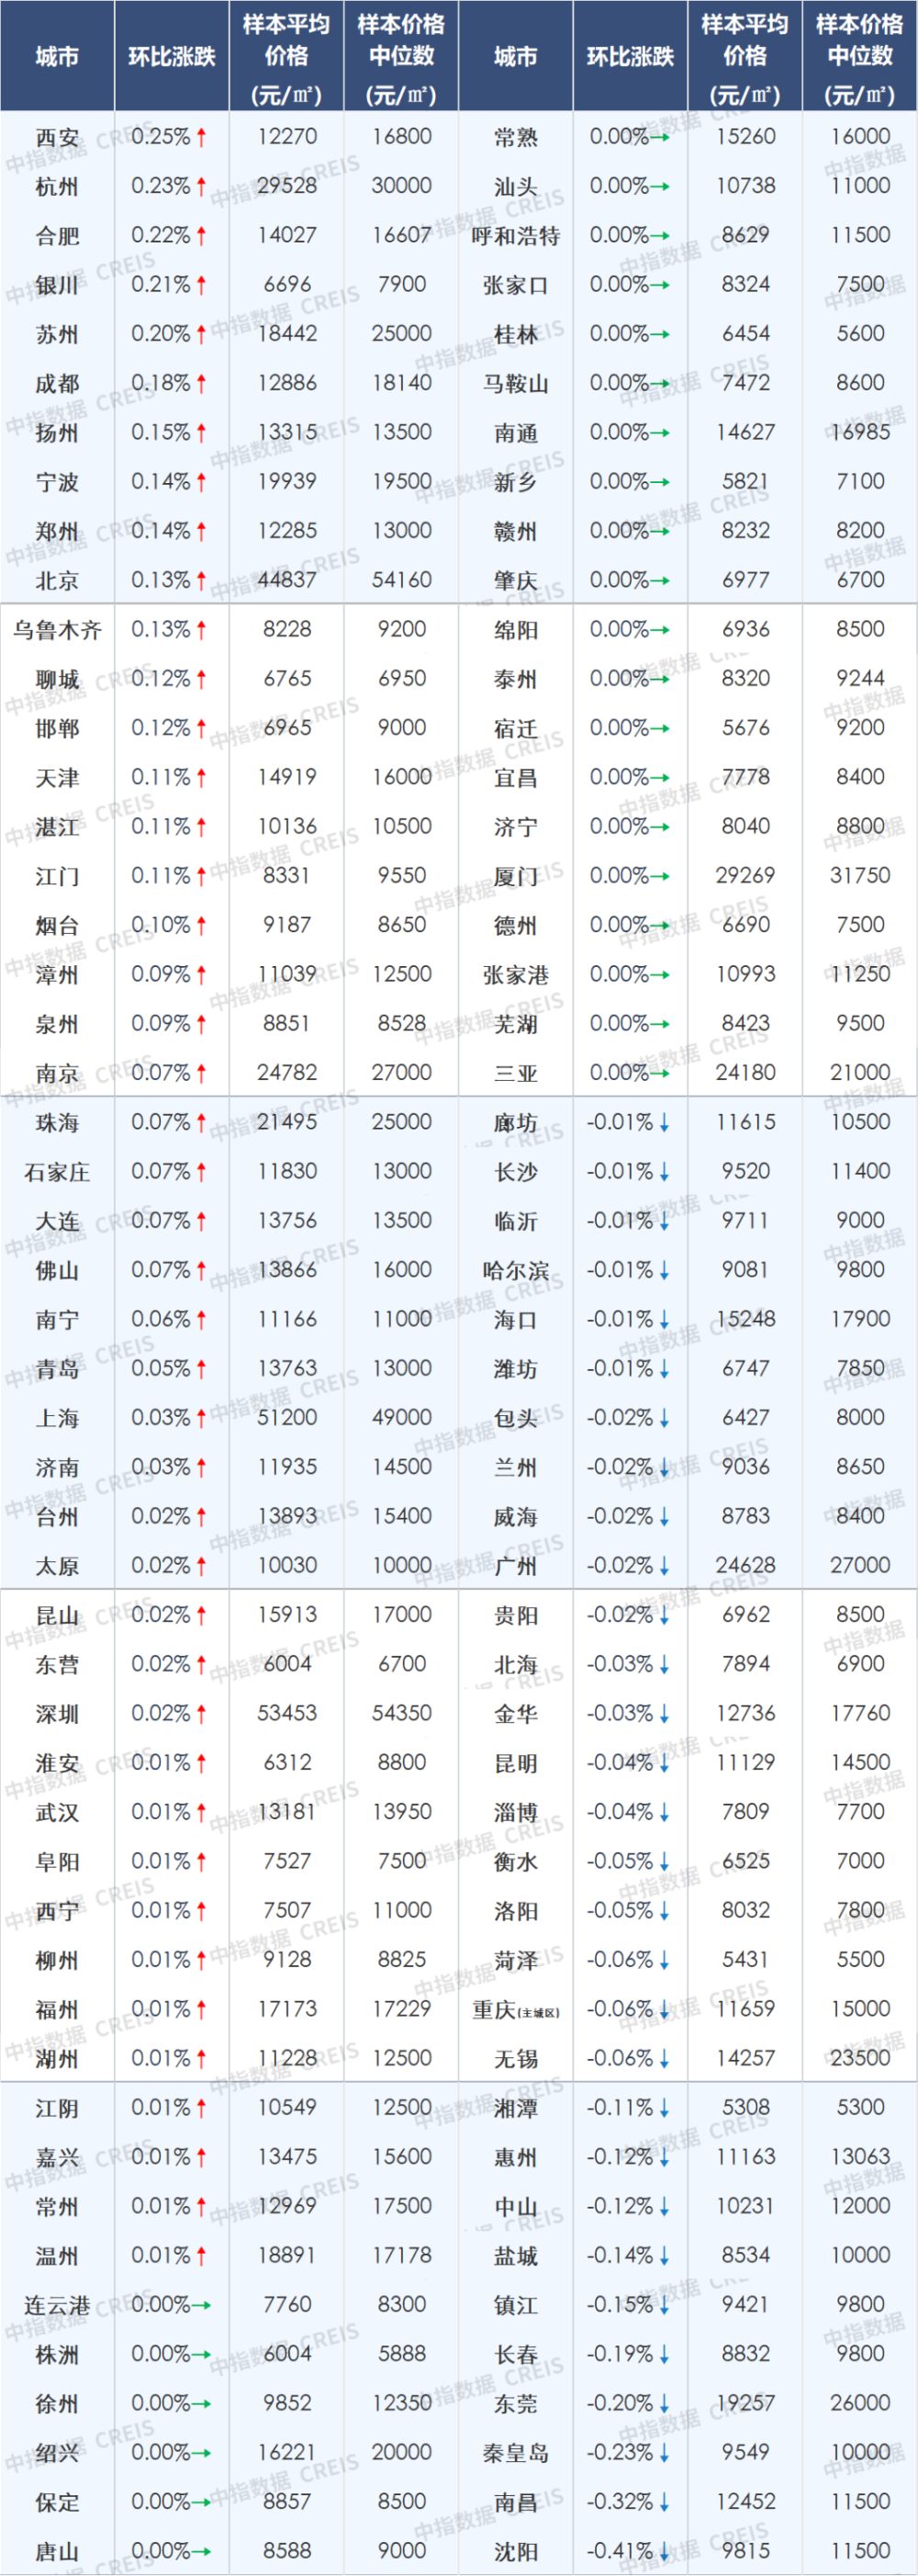 城市 环比涨跌 样本平均价格(元/㎡) 样本价格中位数(元/㎡) 城市 环比涨跌 样本平均价格(元/㎡) 样本价格中位数(元/㎡)
西安 0.25%↑ 12270 16800 常熟 0.00%→ 15260 16000
杭州 0.23%↑ 29528 30000 汕头 0.00%→ 10738 11000
合肥 0.22%↑ 14027 16607 呼和浩特 0.00%→ 8629 11500
银川 0.21%↑ 6696 7900 张家口 0.00%→ 8324 7500
苏州 0.20%↑ 18442 25000 桂林 0.00%→ 6454 5600
成都 0.18%↑ 12886 18140 马鞍山 0.00%→ 7472 8600
扬州 0.15%↑ 13315 13500 南通 0.00%→ 14627 16985
宁波 0.14%↑ 19939 19500 新乡 0.00%→ 5821 7100
郑州 0.14%↑ 12285 13000 赣州 0.00%→ 8232 8200
北京 0.13%↑ 44837 54160 肇庆 0.00%→ 6977 6700
乌鲁木齐 0.13%↑ 8228 9200 绵阳 0.00%→ 6936 8500
聊城 0.12%↑ 6765 6950 泰州 0.00%→ 8320 9244
邯郸 0.12%↑ 6965 9000 宿迁 0.00%→ 5676 9200
天津 0.11%↑ 14919 16000 宜昌 0.00%→ 7778 8400
湛江 0.11%↑ 10136 10500 济宁 0.00%→ 8040 8800
江门 0.11%↑ 8331 9550 厦门 0.00%→ 29269 31750
烟台 0.10%↑ 9187 8650 德州 0.00%→ 6690 7500
漳州 0.09%↑ 11039 12500 张家港 0.00%→ 10993 11250
泉州 0.09%↑ 8851 8528 芜湖 0.00%→ 8423 9500
南京 0.07%↑ 24782 27000 三亚 0.00%→ 24180 21000
珠海 0.07%↑ 21495 25000 廊坊 -0.01%↓ 11615 10500
石家庄 0.07%↑ 11830 13000 长沙 -0.01%↓ 9520 11400
大连 0.07%↑ 13756 13500 临沂 -0.01%↓ 9711 9000
佛山 0.07%↑ 13866 16000 哈尔滨 -0.01%↓ 9081 9800
南宁 0.06%↑ 11166 11000 海口 -0.01%↓ 15248 17900
青岛 0.05%↑ 13763 13000 潍坊 -0.01%↓ 6747 7850
上海 0.03%↑ 51200 49000 包头 -0.02%↓ 6427 8000
济南 0.03%↑ 11935 14500 兰州 -0.02%↓ 9036 8650
台州 0.02%↑ 13893 15400 威海 -0.02%↓ 8783 8400
太原 0.02%↑ 10030 10000 广州 -0.02%↓ 24628 27000
昆山 0.02%↑ 15913 17000 贵阳 -0.02%↓ 6962 8500
东营 0.02%↑ 6004 6700 北海 -0.03%↓ 7894 6900
深圳 0.02%↑ 53453 54350 金华 -0.03%↓ 12736 17760
淮安 0.01%↑ 6312 8800 昆明 -0.04%↓ 11129 14500
武汉 0.01%↑ 13181 13950 淄博 -0.04%↓ 7809 7700
阜阳 0.01%↑ 7527 7500 衡水 -0.05%↓ 6525 7000
西宁 0.01%↑ 7507 11000 洛阳 -0.05%↓ 8032 7800
柳州 0.01%↑ 9128 8825 菏泽 -0.06%↓ 5431 5500
福州 0.01%↑ 17173 17229 重庆(主城区) -0.06%↓ 11659 15000
湖州 0.01%↑ 11228 12500 无锡 -0.06%↓ 14257 23500
江阴 0.01%↑ 10549 12500 湘潭 -0.11%↓ 5308 5300
嘉兴 0.01%↑ 13475 15600 惠州 -0.12%↓ 11163 13063
常州 0.01%↑ 12969 17500 中山 -0.12%↓ 10231 12000
温州 0.01%↑ 18891 17178 盐城 -0.14%↓ 8534 10000
连云港 0.00%→ 7760 8300 镇江 -0.15%↓ 9421 9800
株洲 0.00%→ 6004 5888 长春 -0.19%↓ 8832 9800
徐州 0.00%→ 9852 12350 东莞 -0.20%↓ 19257 26000
绍兴 0.00%→ 16221 20000 秦皇岛 -0.23%↓ 9549 10000
保定 0.00%→ 8857 8500 南昌 -0.32%↓ 12452 11500
唐山 0.00%→ 8588 9000 沈阳 -0.41%↓ 9815 11500
中指数据 CREIS